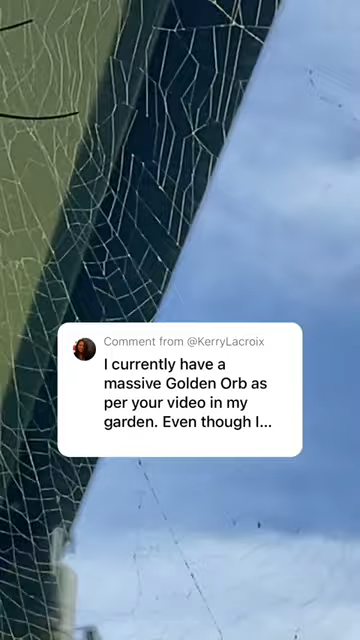 Comment from @KerryLacroix
I currently have a
massive Golden Orb as
per your video in my
garden. Even though I...